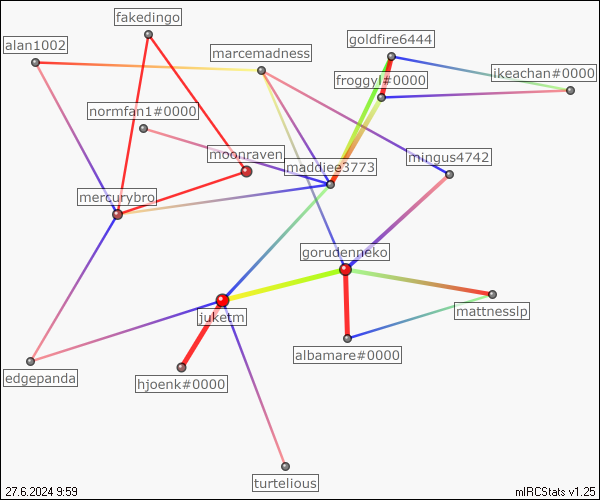 fakedingo
goldfire6444
alan1002
marcemadness
froggyl#0000
ikeachan#0000
normfan1#0000
moonraven
maddiee3773
mingus4742
mercurybro
gorudenneko
juketm
mattnesslp
albamare#0000
edgepanda
hjoenk#0000
turtelious
27.6.2024 9:59
mIRCStats v1.25